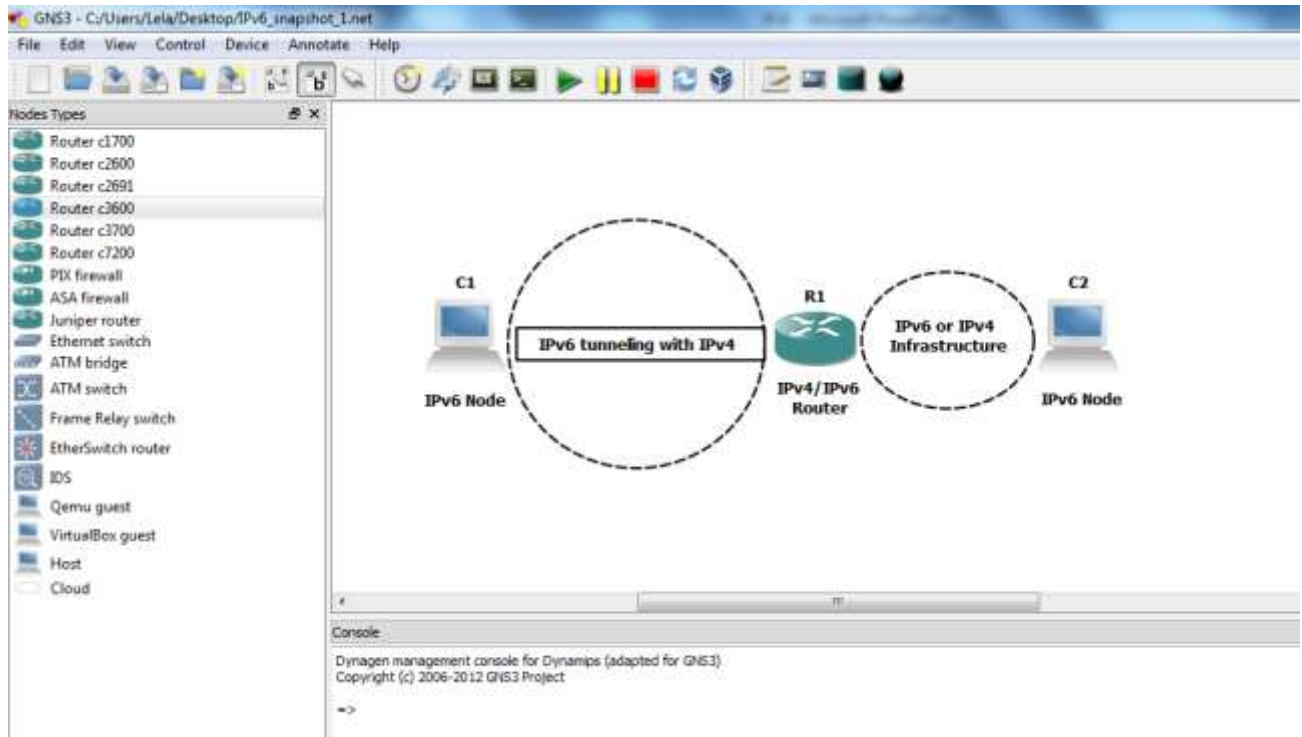 GNS3 - C:/Users/Lela/Desktop/IPv6_snapshot_1.net
File Edit View Control Device Annotate Help
Nodes Types
Router c1700
Router c2600
Router c2691
Router c3600
Router c3700
Router c7200
PIX firewall
ASA firewall
Juniper router
Ethernet switch
ATM bridge
ATM switch
Frame Relay switch
EtherSwitch router
IDS
Qemu guest
VirtualBox guest
Host
Cloud
C1
IPv6 Node
IPv6 tunneling with IPv4
R1
IPv4/IPv6
Router
IPv6 or IPv4
Infrastructure
C2
IPv6 Node
Console
Dynagen management console for Dynamips (adapted for GNS3)
Copyright (c) 2006-2012 GNS3 Project
=>